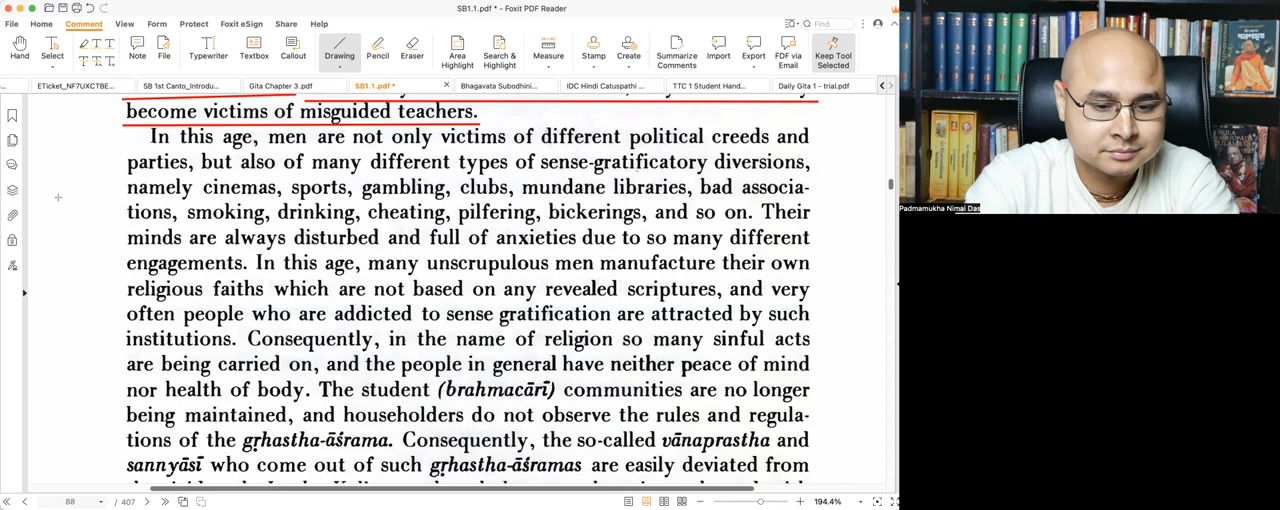 SB1.1.pdf * - Foxit PDF Reader
File Home Comment View Form Protect Foxit eSign Share Help
Find
Hand Select Note File Typewriter Textbox Callout Drawing Pencil Eraser Area Highlight Search & Highlight Measure Stamp Create Summarize Comments Import Export FDF via Email Keep Tool Selected
ETicket_NF7UXCTBE... SB 1st Canto_Introdu... Gita Chapter 3.pdf SB1.1.pdf * Bhagavata Subodhini... IDC Hindi Catuspathi ... TTC 1 Student Hand... Daily Gita 1 - trial.pdf
become victims of misguided teachers.
In this age, men are not only victims of different political creeds and
parties, but also of many different types of sense-gratificatory diversions,
namely cinemas, sports, gambling, clubs, mundane libraries, bad associa-
tions, smoking, drinking, cheating, pilfering, bickerings, and so on. Their
minds are always disturbed and full of anxieties due to so many different
engagements. In this age, many unscrupulous men manufacture their own
religious faiths which are not based on any revealed scriptures, and very
often people who are addicted to sense gratification are attracted by such
institutions. Consequently, in the name of religion so many sinful acts
are being carried on, and the people in general have neither peace of mind
nor health of body. The student (brahmacārī) communities are no longer
being maintained, and householders do not observe the rules and regula-
tions of the gṛhastha-āśrama. Consequently, the so-called vānaprastha and
sannyāsī who come out of such gṛhastha-āśramas are easily deviated from
88 / 407
194.4%
Padmamukha Nimai Das